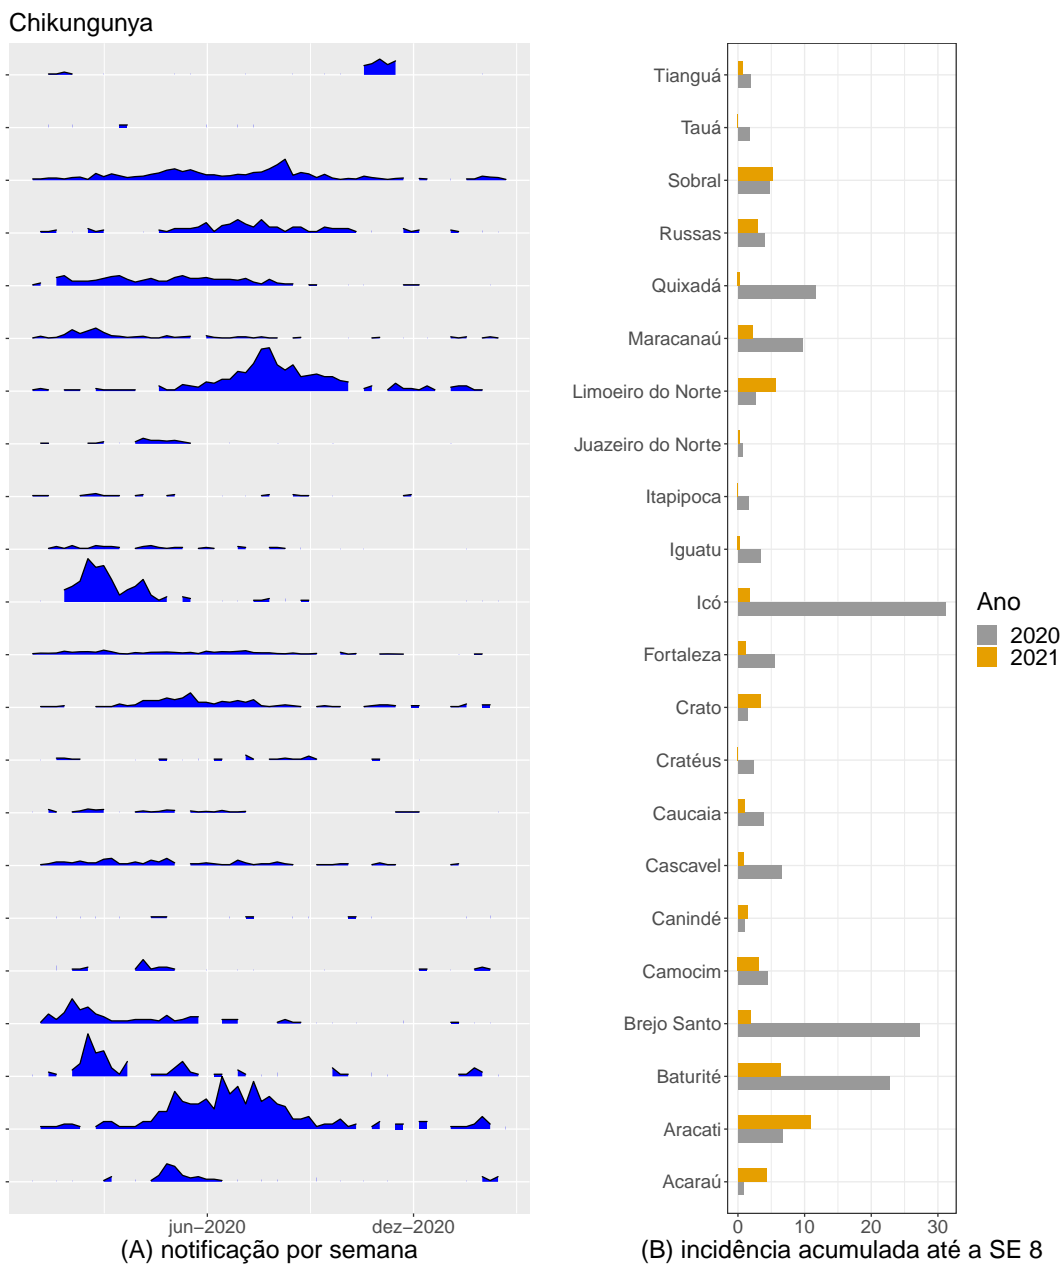 Chikungunya
Tianguá
Tauá
Sobral
Russas
Quixadá
Maracanaú
Limoeiro do Norte
Juazeiro do Norte
Itapipoca
Iguatu
Icó
Fortaleza
Crato
Cratéus
Caucaia
Cascavel
Canindé
Camocim
Brejo Santo
Baturité
Aracati
Acaraú
Ano
2020
2021
jun−2020 dez−2020
0 10 20 30
(A) notificação por semana
(B) incidência acumulada até a SE 8